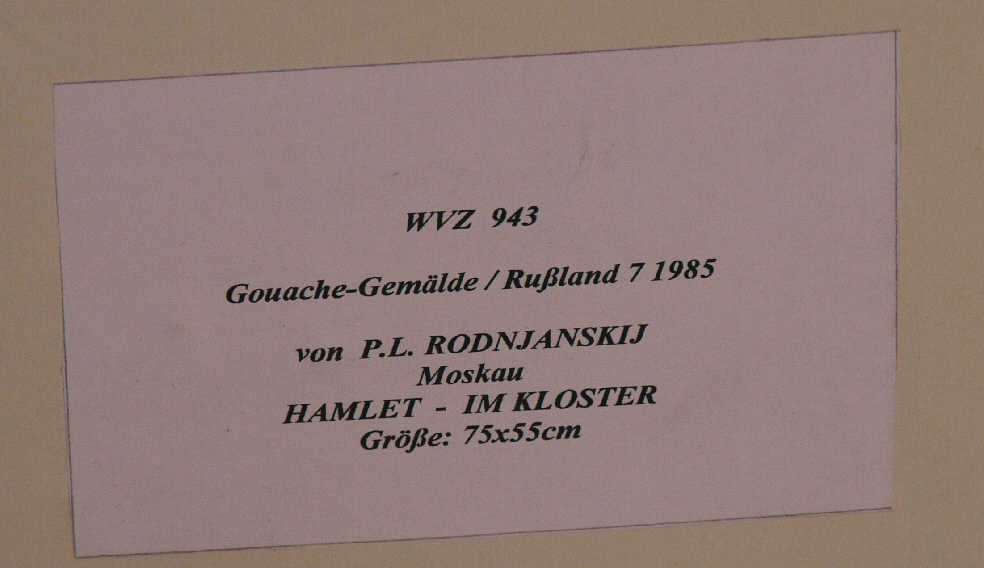 WVZ 943
Gouache-Gemälde / Rußland 7 1985
von P.L. RODNJANSKIJ
Moskau
HAMLET - IM KLOSTER
Größe: 75x55cm